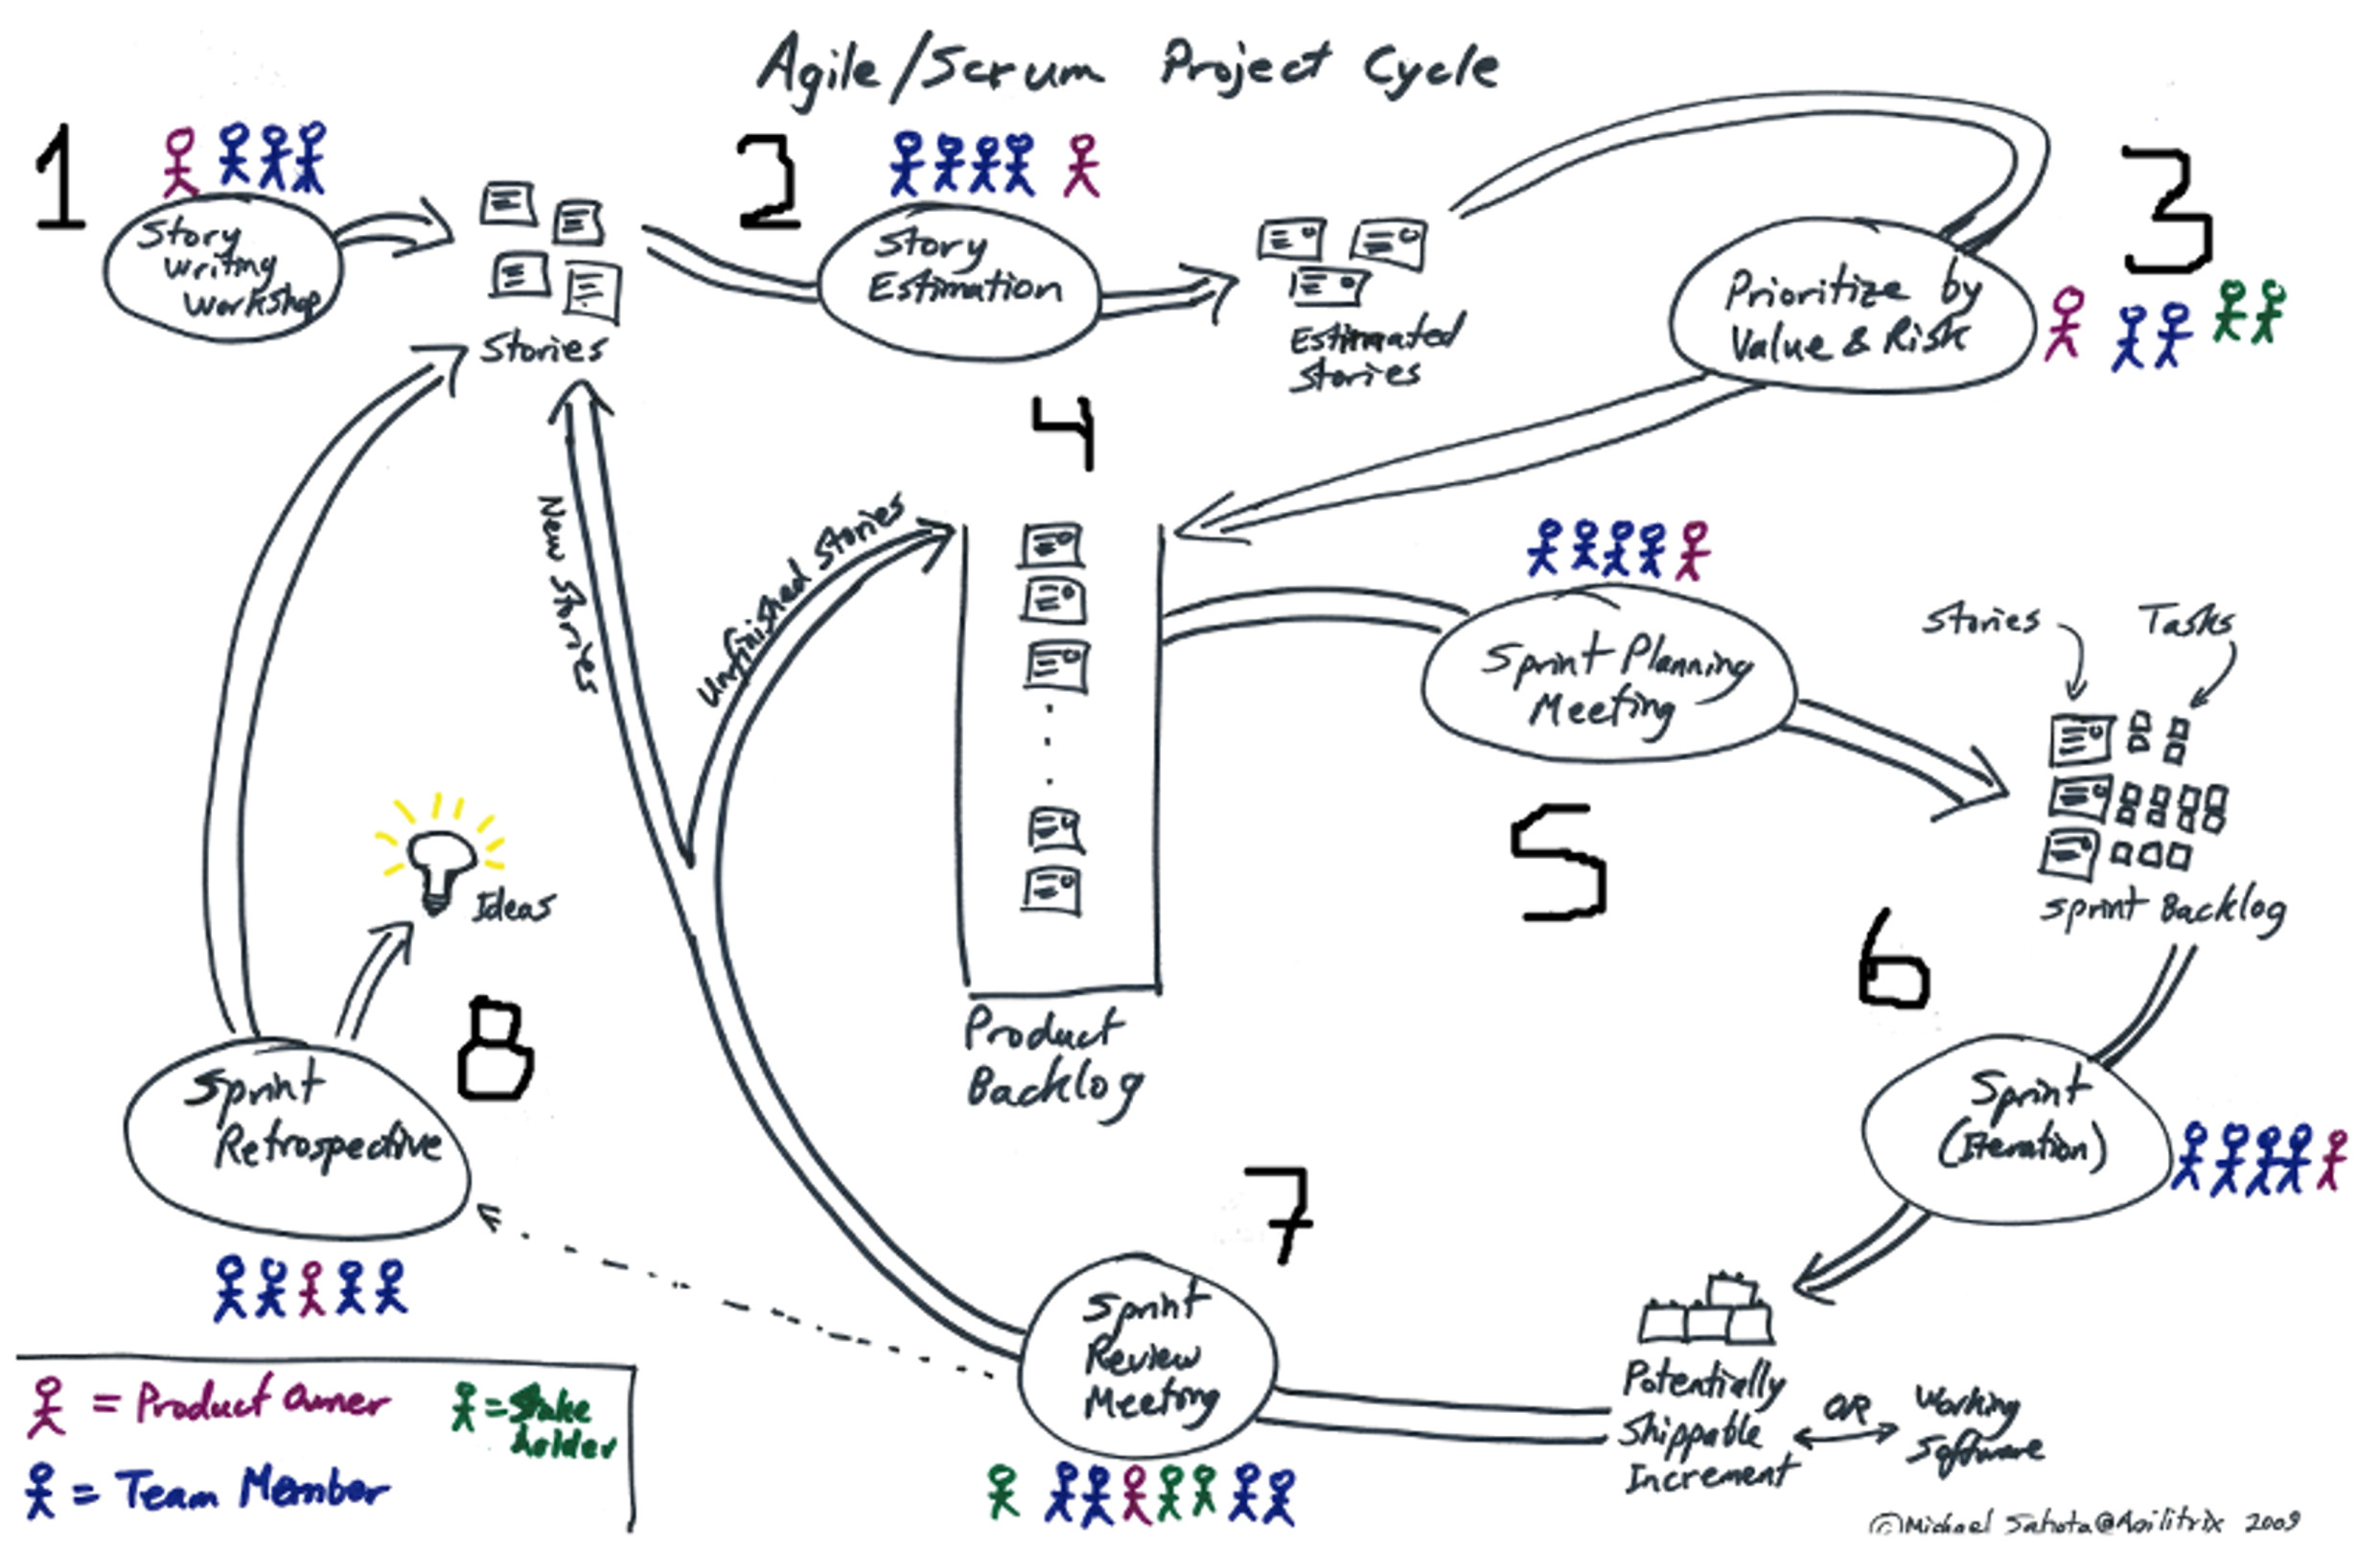 Agile/Scrum Project Cycle
1
Story
Writing
Workshop
Stories
2
Story
Estimation
Estimated
Stories
3
Prioritize by
Value & Risk
4
Product
Backlog
New Stories
Unfinished Stories
5
Sprint Planning
Meeting
Stories
Tasks
Sprint Backlog
6
Sprint
(Iteration)
Potentially
Shippable
Increment
OR
Working
Software
7
Sprint
Review
Meeting
8
Sprint
Retrospective
Ideas
= Product Owner
= Stake
holder
= Team Member
©Michael Sahota@Agilitrix 2009